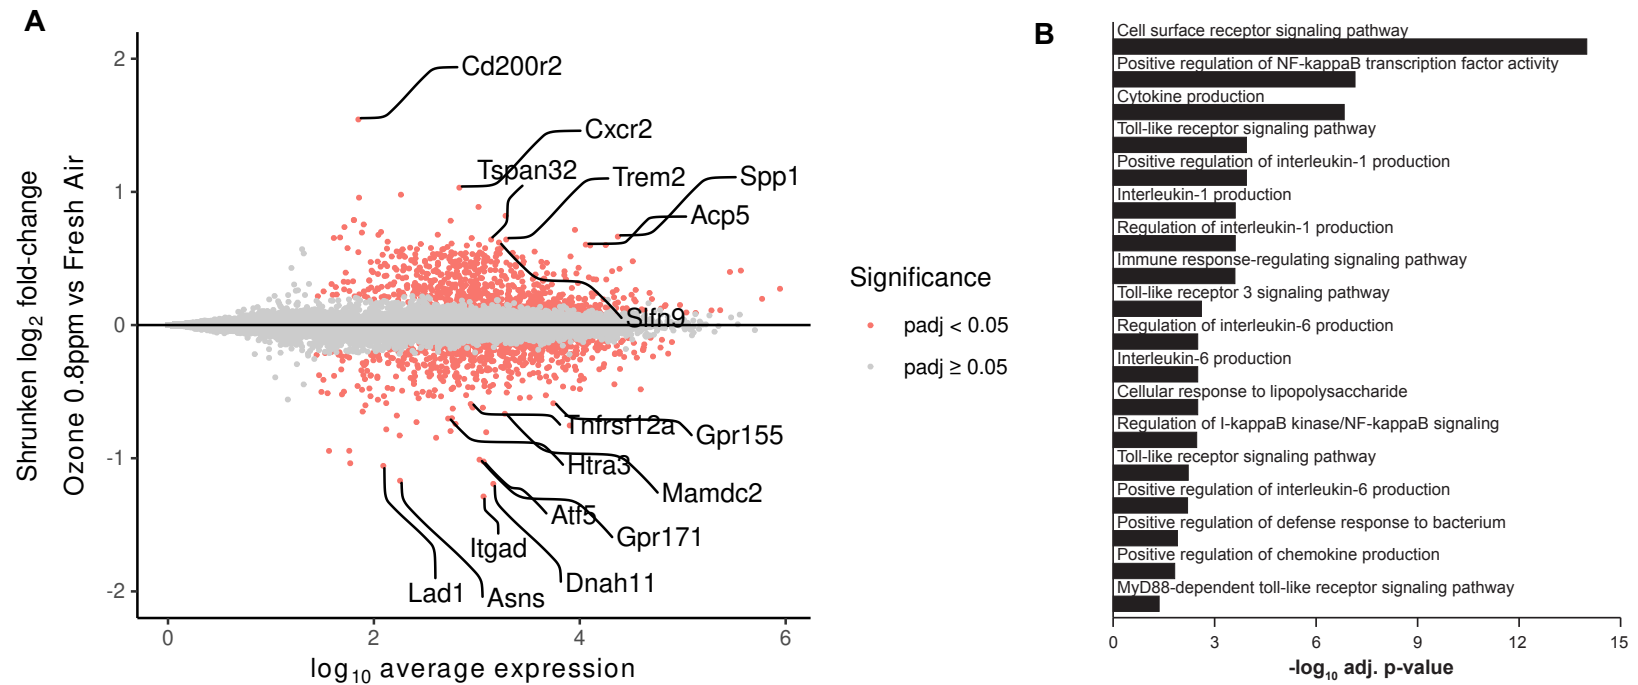 A
Shrunken log2 fold-change
Ozone 0.8ppm vs Fresh Air
2
1
0
-1
-2
Cd200r2
Cxcr2
Tspan32
Trem2
Spp1
Acp5
Slfn9
Tnfrsf12a
Gpr155
Htra3
Mamdc2
Atf5
Gpr171
Itgad
Dnah11
Lad1
Asns
0
2
4
6
log10 average expression
Significance
padj < 0.05
padj ≥ 0.05
B
Cell surface receptor signaling pathway
Positive regulation of NF-kappaB transcription factor activity
Cytokine production
Toll-like receptor signaling pathway
Positive regulation of interleukin-1 production
Interleukin-1 production
Regulation of interleukin-1 production
Immune response-regulating signaling pathway
Toll-like receptor 3 signaling pathway
Regulation of interleukin-6 production
Interleukin-6 production
Cellular response to lipopolysaccharide
Regulation of I-kappaB kinase/NF-kappaB signaling
Toll-like receptor signaling pathway
Positive regulation of interleukin-6 production
Positive regulation of defense response to bacterium
Positive regulation of chemokine production
MyD88-dependent toll-like receptor signaling pathway
0
3
6
9
12
15
-log10 adj. p-value